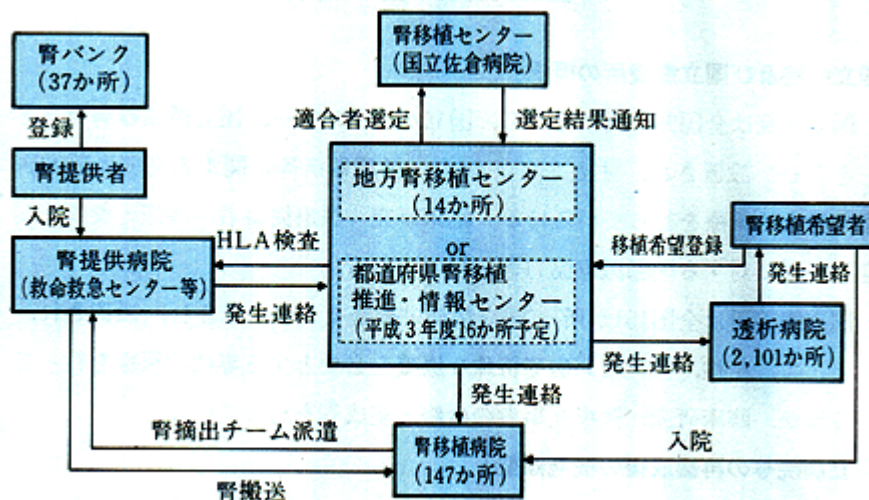 腎バンク
(37か所)
腎移植センター
(国立佐倉病院)
登録
適合者選定
選定結果通知
腎提供者
地方腎移植センター
(14か所)
入院
HLA検査
or
移植希望登録
腎移植希望者
腎提供病院
(救命救急センター等)
都道府県腎移植
推進・情報センター
(平成3年度16か所予定)
発生連絡
発生連絡
透析病院
(2,101か所)
発生連絡
発生連絡
腎摘出チーム派遣
腎移植病院
(147か所)
入院
腎搬送